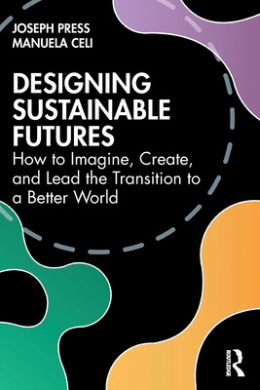 JOSEPH PRESS
MANUELA CELI
DESIGNING
SUSTAINABLE
FUTURES
How to Imagine, Create,
and Lead the Transition to
a Better World
R
ROUTLEDGE